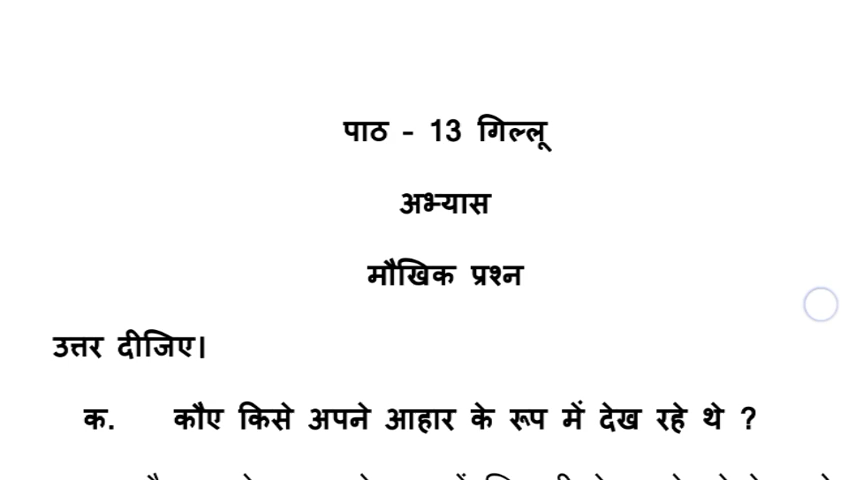 पाठ - 13 गिल्लू
अभ्यास
मौखिक प्रश्न
उत्तर दीजिए।
क. कौए किसे अपने आहार के रूप में देख रहे थे ?